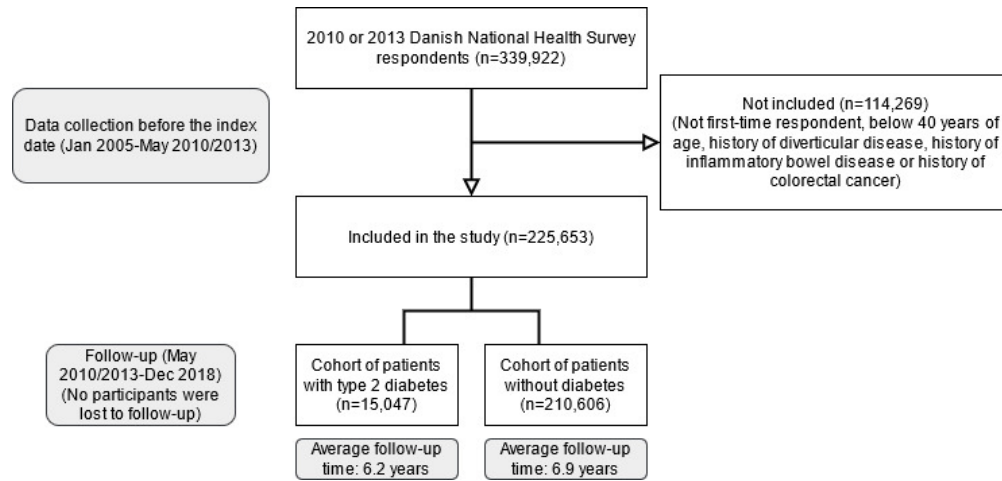 2010 or 2013 Danish National Health Survey
respondents (n=339,922)
Data collection before the index
date (Jan 2005-May 2010/2013)
Not included (n=114,269)
(Not first-time respondent, below 40 years of
age, history of diverticular disease, history of
inflammatory bowel disease or history of
colorectal cancer)
Included in the study (n=225,653)
Follow-up (May
2010/2013-Dec 2018)
(No participants were
lost to follow-up)
Cohort of patients
with type 2 diabetes
(n=15,047)
Cohort of patients
without diabetes
(n=210,606)
Average follow-up
time: 6.2 years
Average follow-up
time: 6.9 years